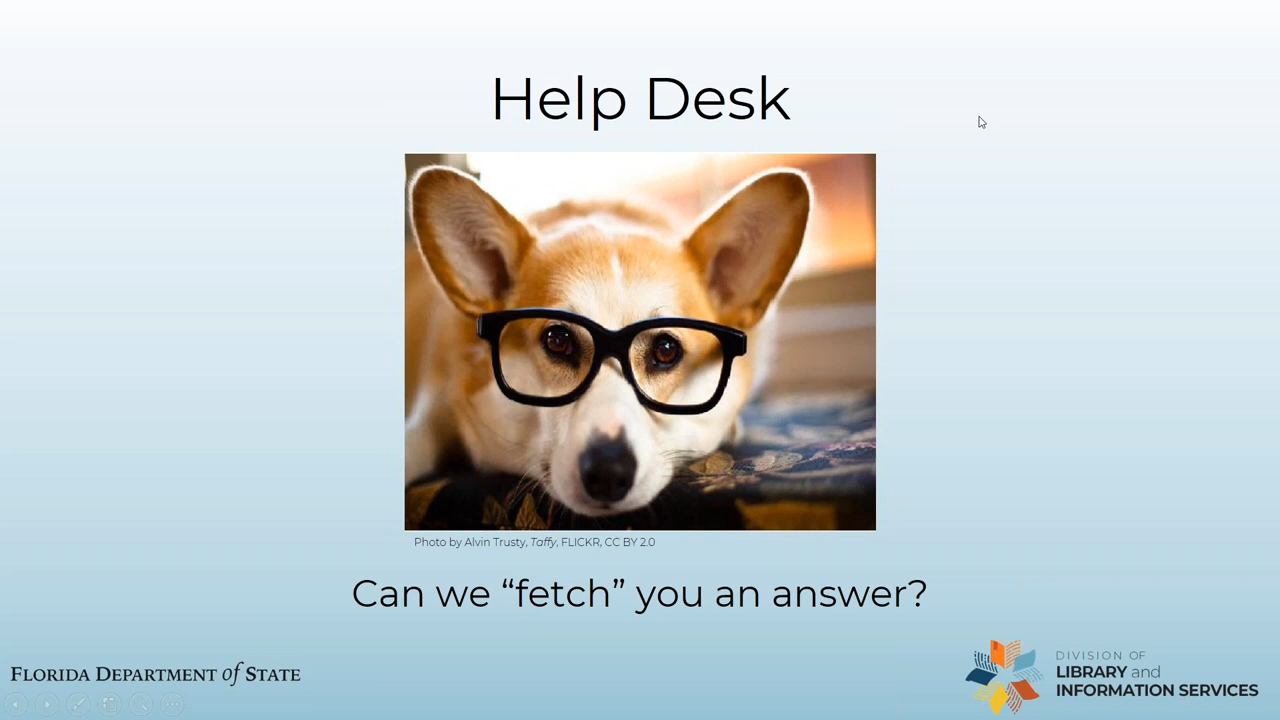 Help Desk
Photo by Alvin Trusty, Taffy, FLICKR, CC BY 2.0
Can we “fetch” you an answer?
FLORIDA DEPARTMENT of STATE
DIVISION OF
LIBRARY and
INFORMATION SERVICES